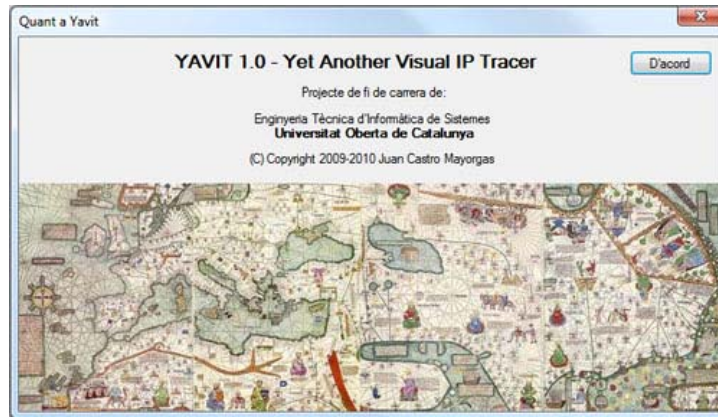 Quant a Yavit
YAVIT 1.0 - Yet Another Visual IP Tracer
D'acord
Projecte de fi de carrera de:
Enginyeria Tècnica d'Informàtica de Sistemes
Universitat Oberta de Catalunya
(C) Copyright 2009-2010 Juan Castro Mayorgas